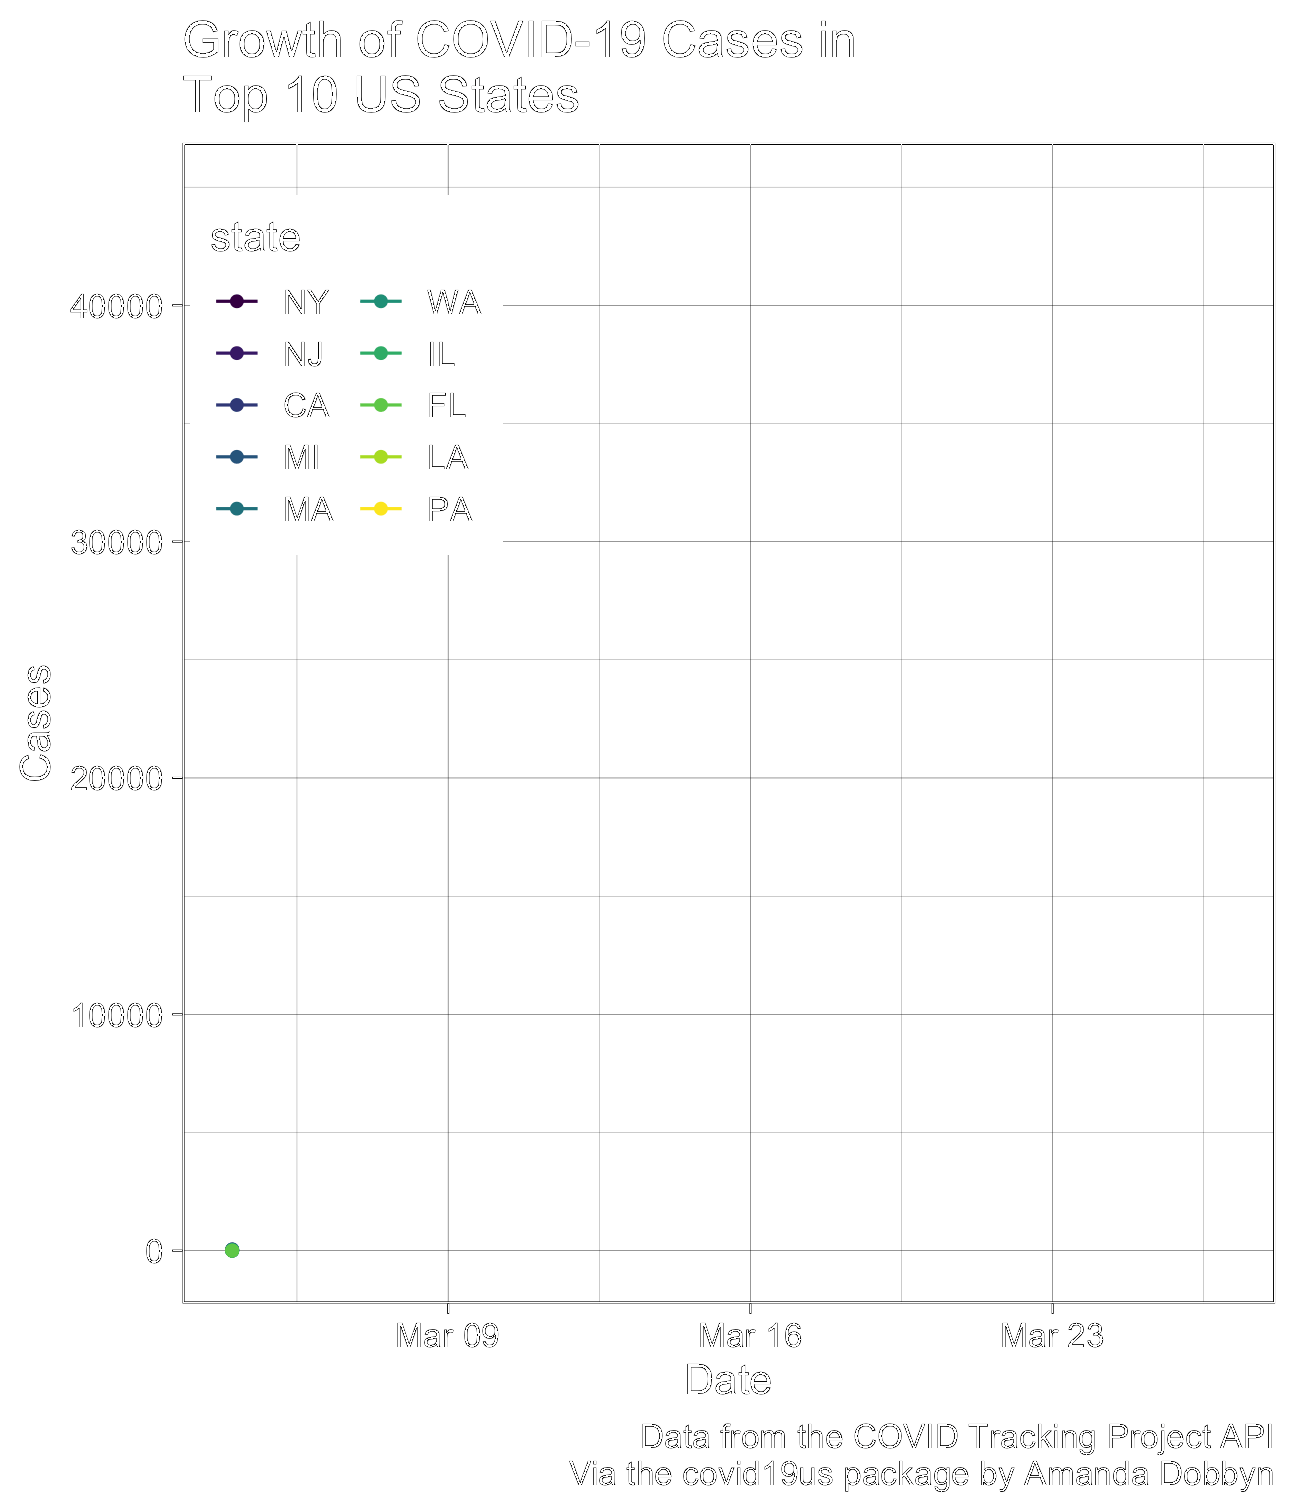 Growth of COVID-19 Cases in
Top 10 US States
state
NY WA
NJ IL
CA FL
MI LA
MA PA
40000
30000
20000
10000
0
Cases
Mar 09 Mar 16 Mar 23
Date
Data from the COVID Tracking Project API
Via the covid19us package by Amanda Dobbyn